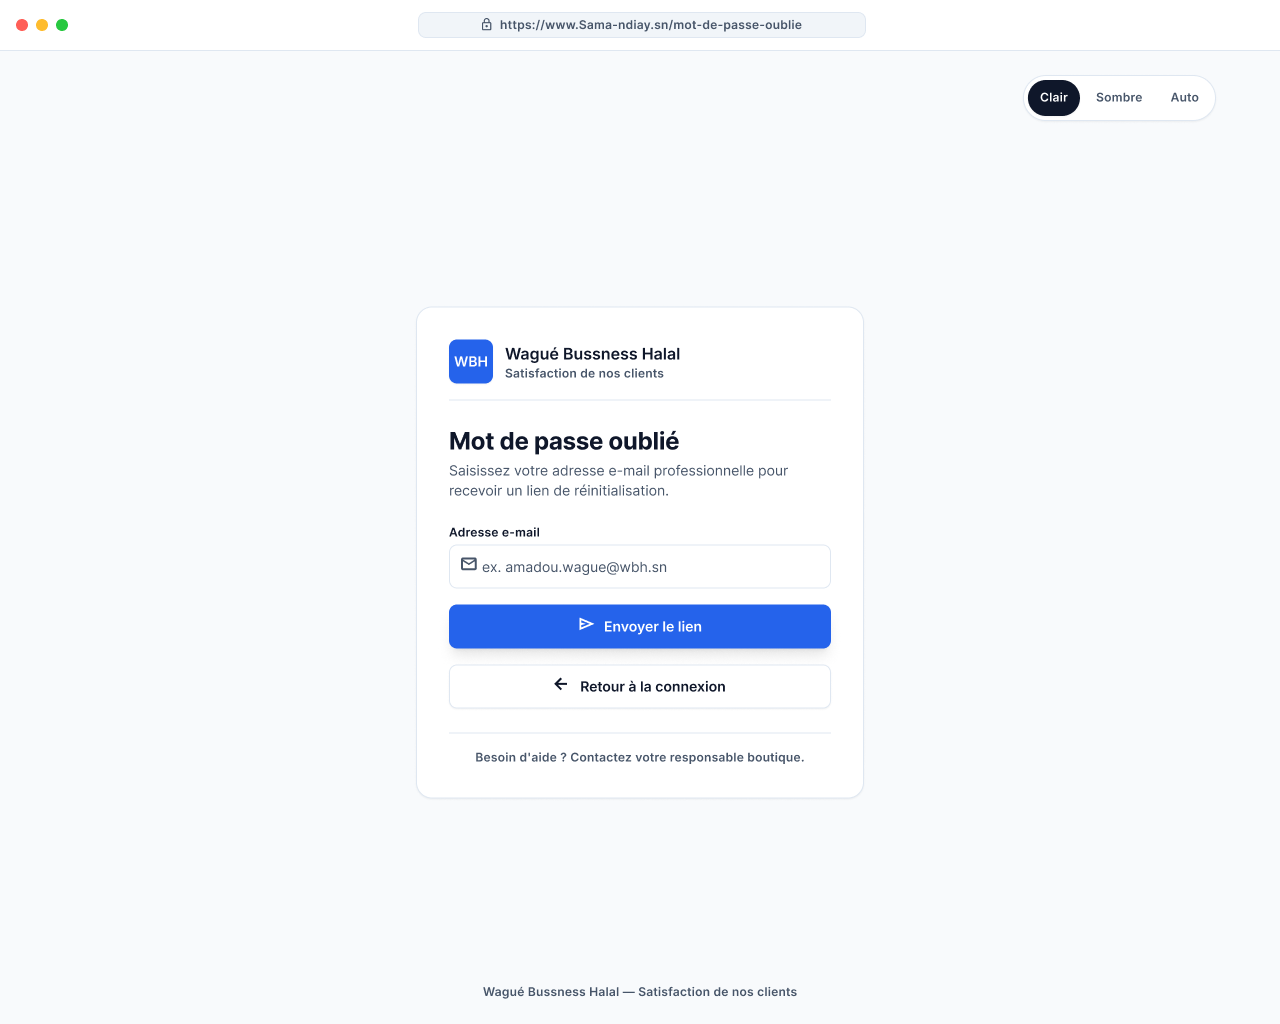 https://www.Sama-ndiay.sn/mot-de-passe-oublie
Clair Sombre Auto
WBH
Wagué Bussness Halal
Satisfaction de nos clients
Mot de passe oublié
Saisissez votre adresse e-mail professionnelle pour
recevoir un lien de réinitialisation.
Adresse e-mail
ex. amadou.wague@wbh.sn
Envoyer le lien
Retour à la connexion
Besoin d'aide ? Contactez votre responsable boutique.
Wagué Bussness Halal — Satisfaction de nos clients